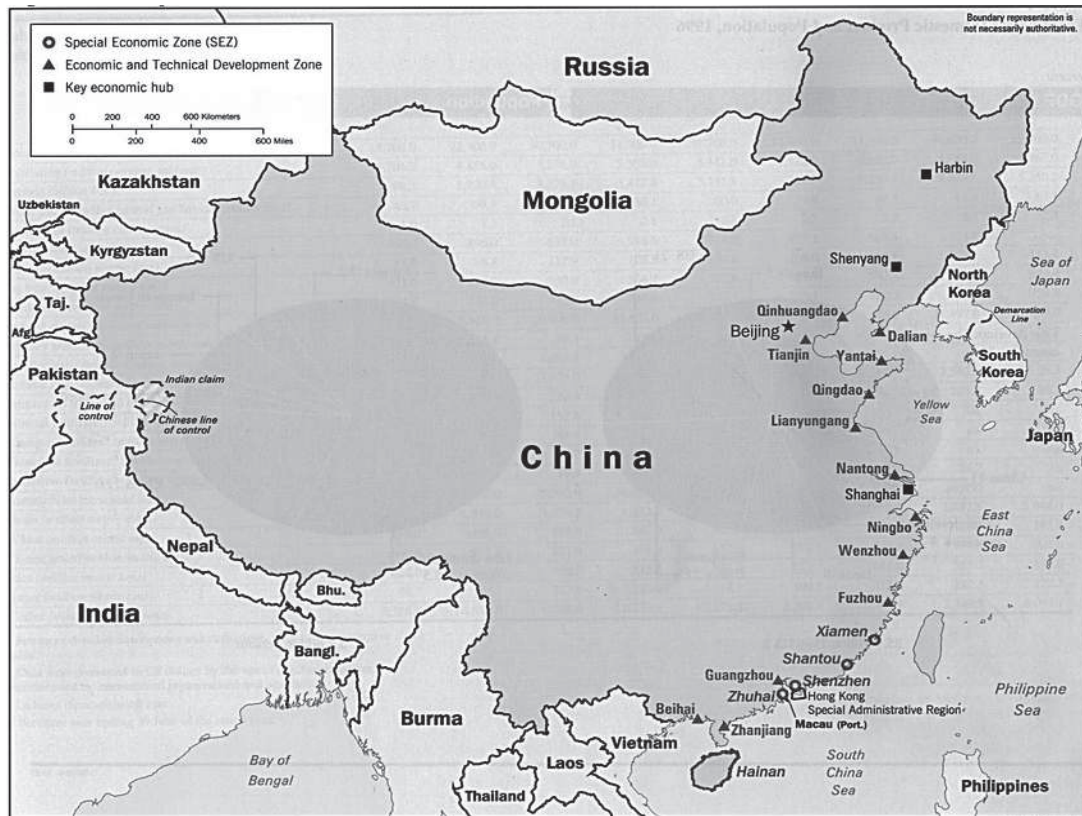 Boundary representation is
not necessarily authoritative.
Special Economic Zone (SEZ)
Economic and Technical Development Zone
Key economic hub
0 200 400 600 Kilometers
0 200 400 600 Miles
Russia
Kazakhstan
Mongolia
Harbin
Uzbekistan
Kyrgyzstan
Shenyang
Sea of
Japan
North
Korea
Taj.
Afg.
Qinhuangdao
Beijing
Demarcation
Line
Dalian
Tianjin
Yantai
South
Korea
Pakistan
Indian claim
Line of
control
Chinese line
of control
Qingdao
Yellow
Sea
Lianyungang
Japan
China
Nantong
Shanghai
East
China
Sea
Ningbo
Nepal
Wenzhou
Bhu.
Fuzhou
India
Xiamen
Bangl.
Shantou
Guangzhou
Shenzhen
Zhuhai
Hong Kong
Special Administrative Region
Macau (Port.)
Philippine
Sea
Burma
Beihai
Zhanjiang
Vietnam
Bay of
Bengal
Laos
Hainan
South
China
Sea
Thailand
Philippines